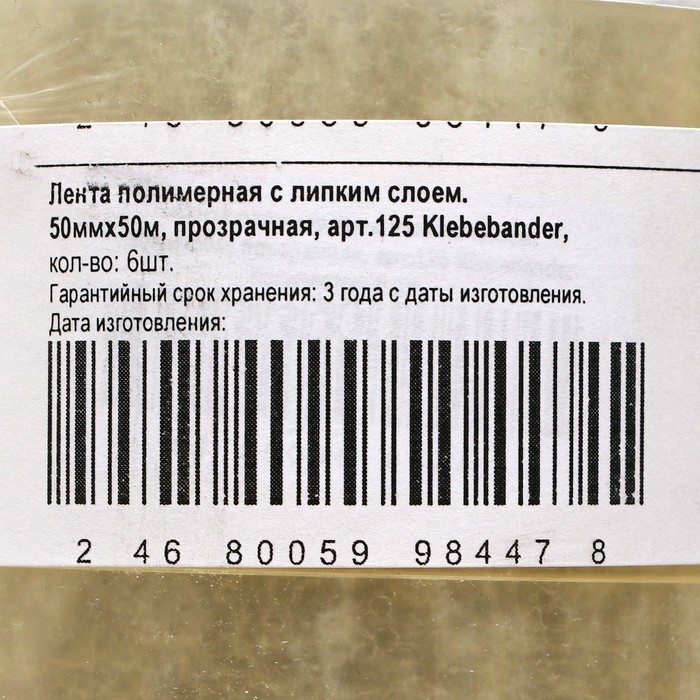 Лента полимерная с липким слоем.
50ммх50м, прозрачная, арт.125 Klebebander,
кол-во: 6шт.
Гарантийный срок хранения: 3 года с даты изготовления.
Дата изготовления:
2 46 80059 98447 8